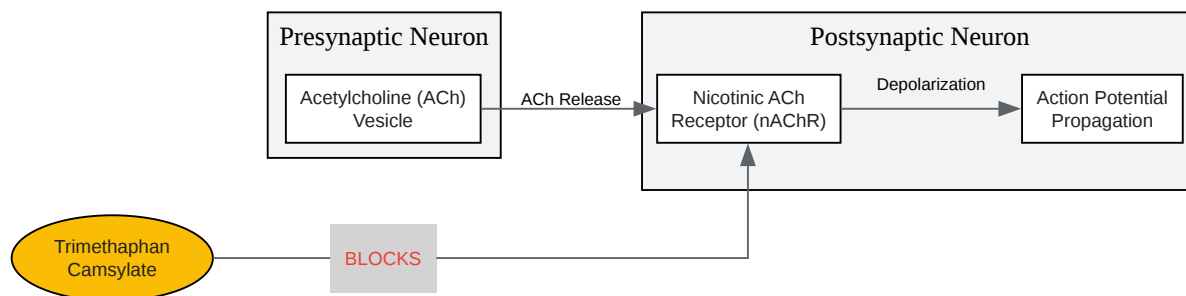 Presynaptic Neuron
Postsynaptic Neuron
Acetylcholine (ACh)
Vesicle
ACh Release
Nicotinic ACh
Receptor (nAChR)
Depolarization
Action Potential
Propagation
Trimethaphan
Camsylate
BLOCKS